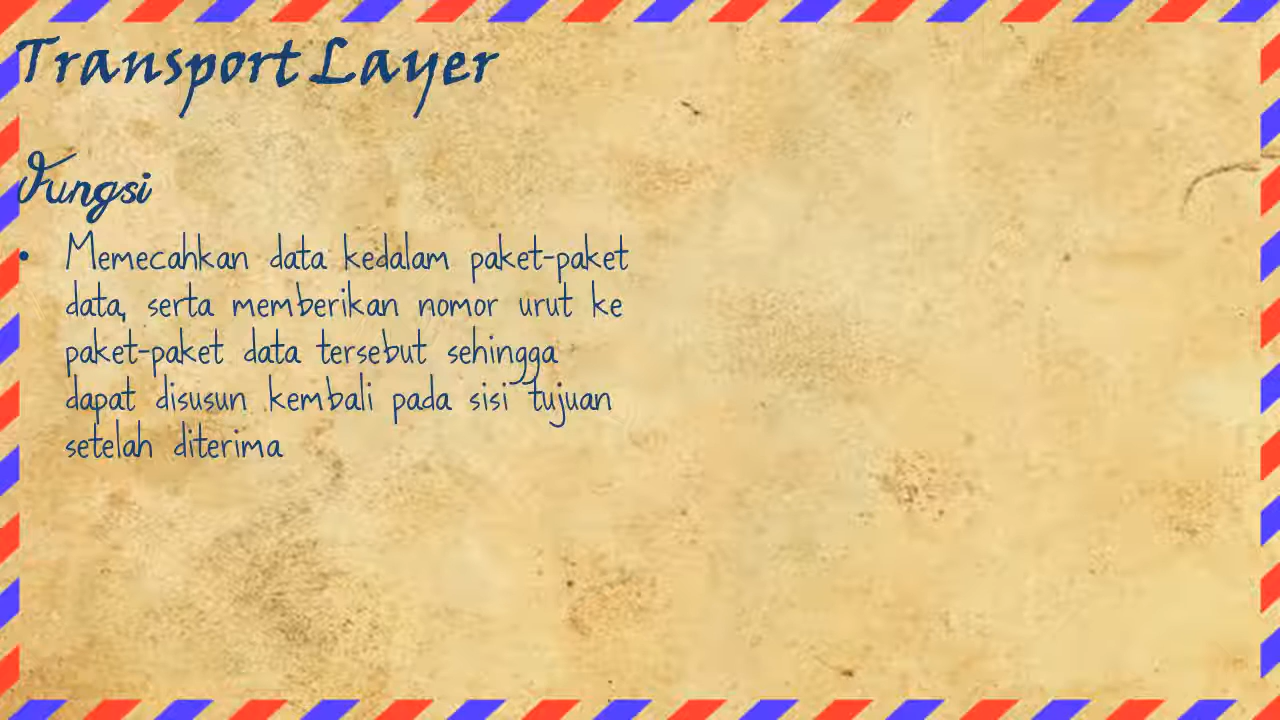 Transport Layer
Fungsi
• Memecahkan data kedalam paket-paket
data, serta memberikan nomor urut ke
paket-paket data tersebut sehingga
dapat disusun kembali pada sisi tujuan
setelah diterima